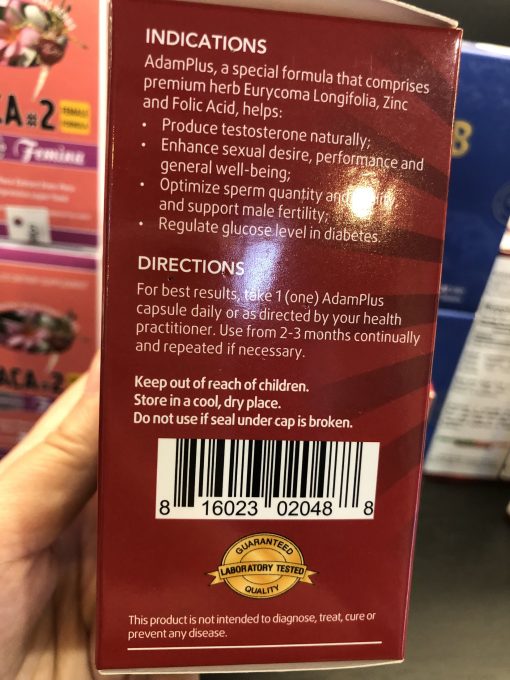 INDICATIONS
AdamPlus, a special formula that comprises
premium herb Eurycoma Longifolia, Zinc
and Folic Acid, helps:
• Produce testosterone naturally;
• Enhance sexual desire, performance and
general well-being;
• Optimize sperm quantity and
and support male fertility;
• Regulate glucose level in diabetes.
DIRECTIONS
For best results, take 1 (one) AdamPlus
capsule daily or as directed by your health
practitioner. Use from 2-3 months continually
and repeated if necessary.
Keep out of reach of children.
Store in a cool, dry place.
Do not use if seal under cap is broken.
8 16023 02048 8
GUARANTEED
LABORATORY TESTED
QUALITY
This product is not intended to diagnose, treat, cure or
prevent any disease.
Femina
8